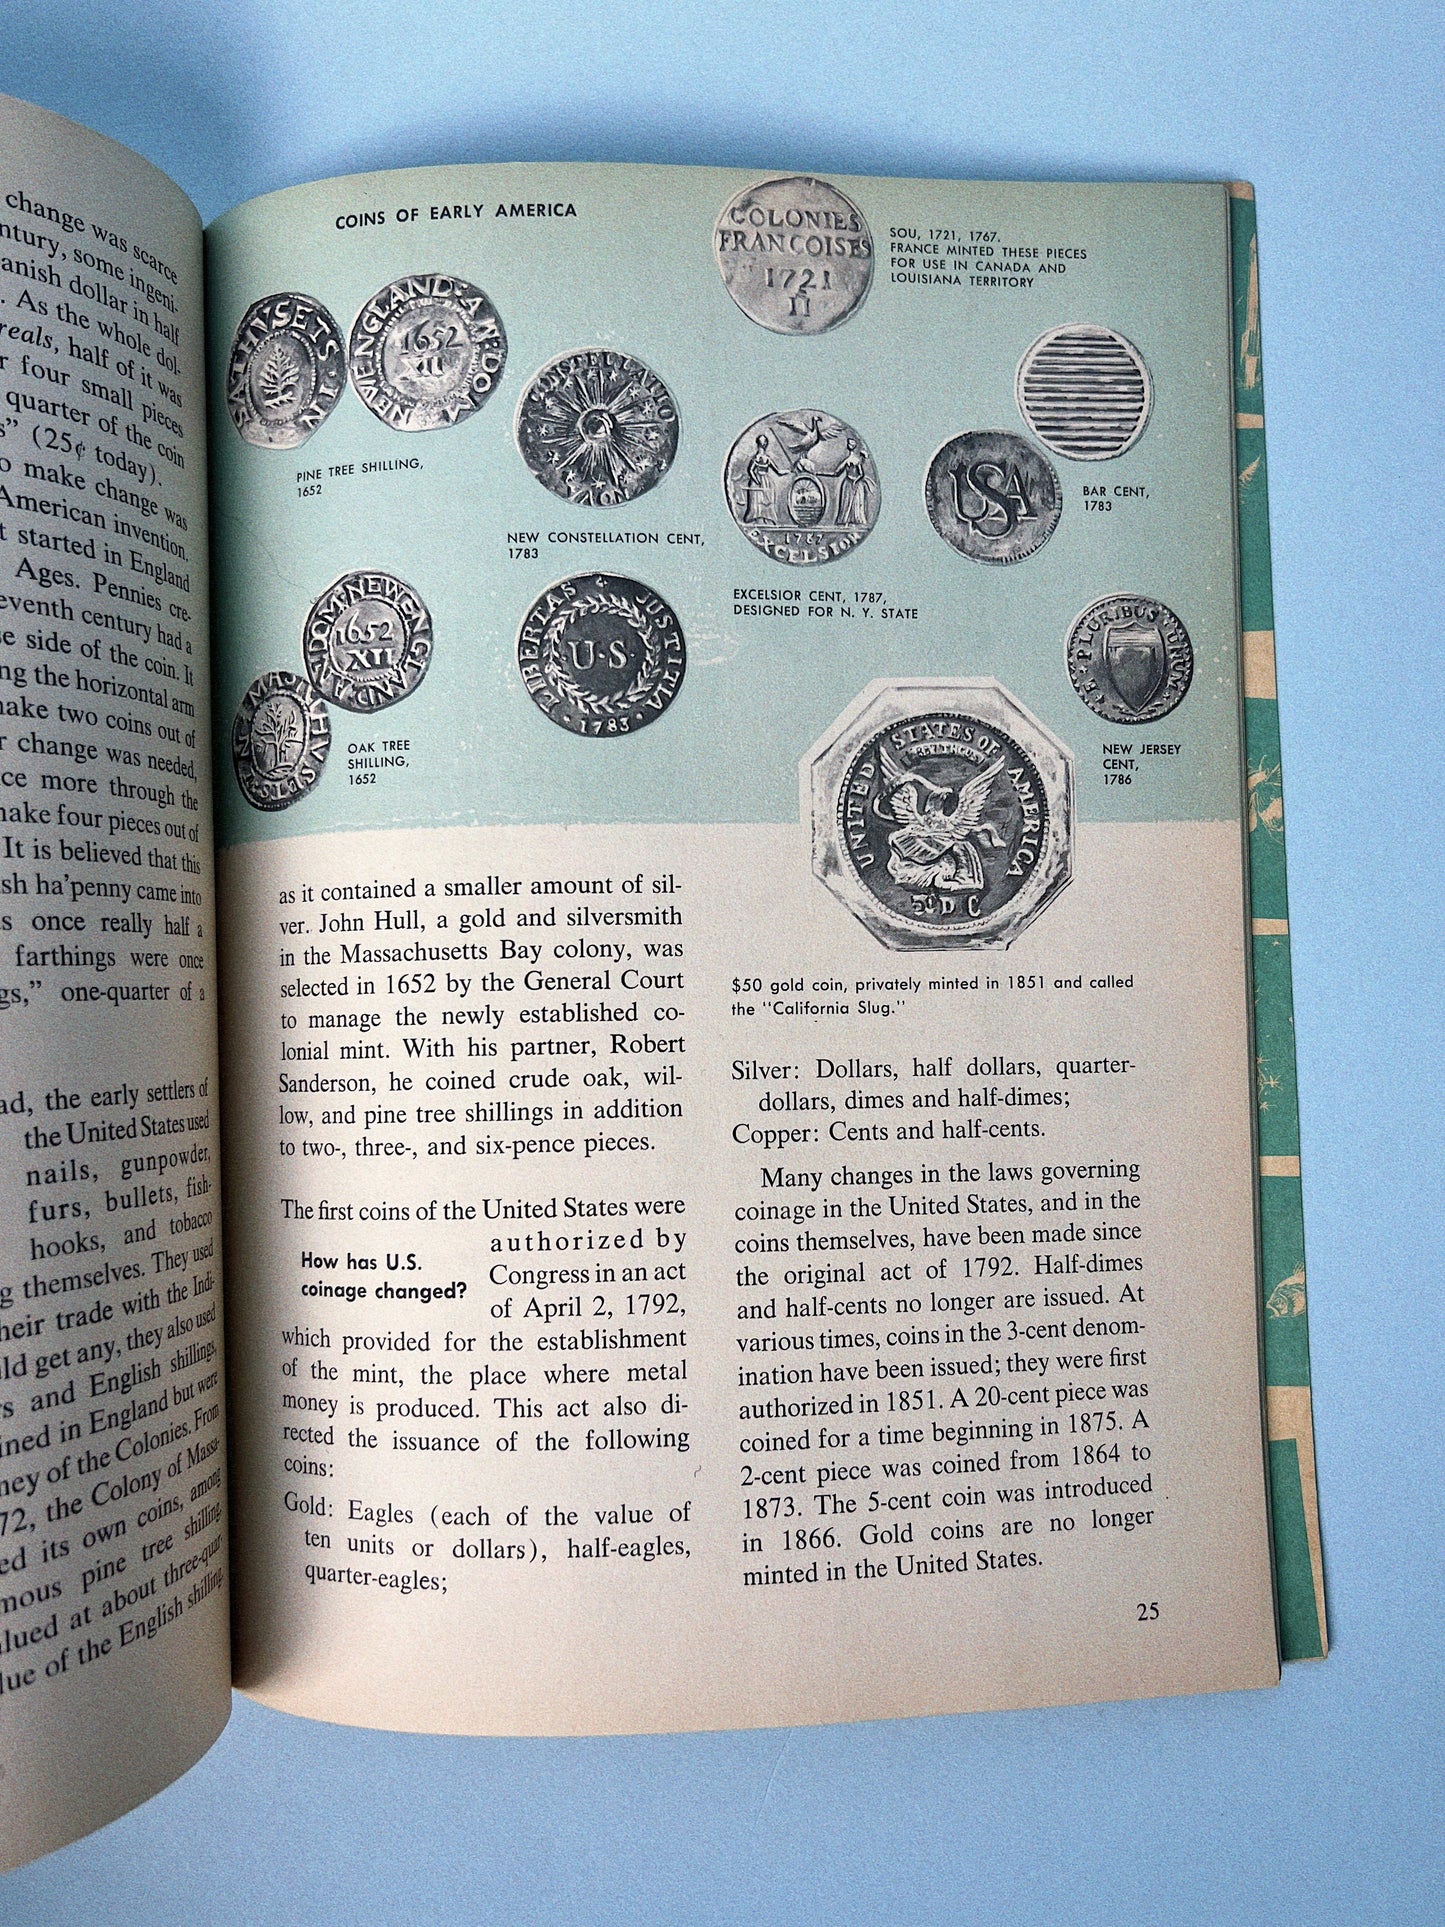 change was scarce
ntury, some ingeni-
anish dollar in half
. As the whole dol-
reals, half of it was
r four small pieces
quarter of the coin
s” (25¢ today).
o make change was
American invention.
t started in England
Ages. Pennies cre-
eventh century had a
se side of the coin. It
ng the horizontal arm
make two coins out of
r change was needed,
ce more through the
make four pieces out of
It is believed that this
sh ha’penny came into
s once really half a
farthings were once
gs,” one-quarter of a
ad, the early settlers of
the United States used
nails, gunpowder,
furs, bullets, fish-
hooks, and tobacco
g themselves. They used
heir trade with the Indi-
ld get any, they also used
s and English shillings,
ined in England but were
ney of the Colonies. From
72, the Colony of Massa-
ed its own coins, among
mous pine tree shilling,
lued at about three-quar-
lue of the English shilling,
COINS OF EARLY AMERICA
COLONIES
FRANCOISES
1721
II
SOU, 1721, 1767.
FRANCE MINTED THESE PIECES
FOR USE IN CANADA AND
LOUISIANA TERRITORY
SATHVSETS·IN
NEWENGLAND:AN:DOM
1652
XII
PINE TREE SHILLING,
1652
CONSTELLATIO
NOVA
NEW CONSTELLATION CENT,
1783
1787
EXCELSIOR
EXCELSIOR CENT, 1787,
DESIGNED FOR N. Y. STATE
USA
BAR CENT,
1783
NEWENGLAND·AN·DOM
1652
XII
OAK TREE
SHILLING,
1652
LIBERTAS JUSTITIA
U·S·
·1783·
E·PLURIBUS·UNUM·
NEW JERSEY
CENT,
1786
UNITED STATES OF AMERICA
50 D C
$50 gold coin, privately minted in 1851 and called
the “California Slug.”
as it contained a smaller amount of sil-
ver. John Hull, a gold and silversmith
in the Massachusetts Bay colony, was
selected in 1652 by the General Court
to manage the newly established co-
lonial mint. With his partner, Robert
Sanderson, he coined crude oak, wil-
low, and pine tree shillings in addition
to two-, three-, and six-pence pieces.
The first coins of the United States were
How has U.S.
coinage changed?
authorized by
Congress in an act
of April 2, 1792,
which provided for the establishment
of the mint, the place where metal
money is produced. This act also di-
rected the issuance of the following
coins:
Gold: Eagles (each of the value of
ten units or dollars), half-eagles,
quarter-eagles;
Silver: Dollars, half dollars, quarter-
dollars, dimes and half-dimes;
Copper: Cents and half-cents.
Many changes in the laws governing
coinage in the United States, and in the
coins themselves, have been made since
the original act of 1792. Half-dimes
and half-cents no longer are issued. At
various times, coins in the 3-cent denom-
ination have been issued; they were first
authorized in 1851. A 20-cent piece was
coined for a time beginning in 1875. A
2-cent piece was coined from 1864 to
1873. The 5-cent coin was introduced
in 1866. Gold coins are no longer
minted in the United States.
25